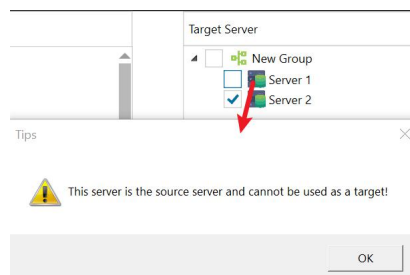 Target Server
New Group
Server 1
Server 2
Tips
This server is the source server and cannot be used as a target!
OK